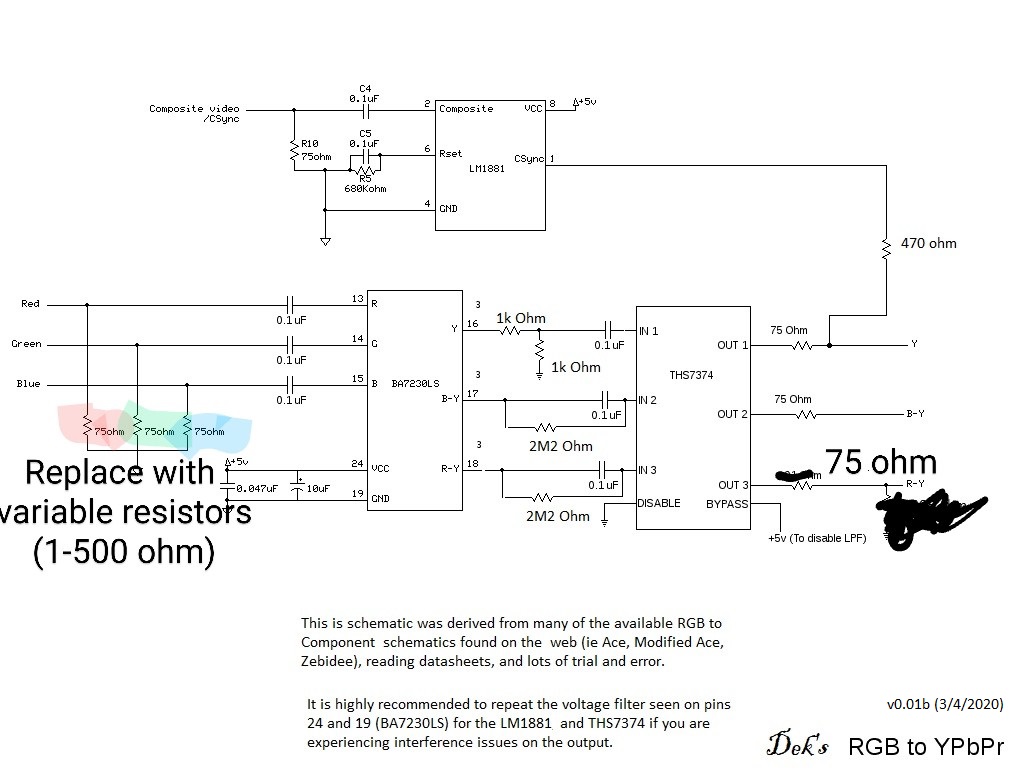 C4
0.1uF
Composite video
/CSync
2
Composite
VCC
8
+5v
R10
75ohm
C5
0.1uF
6
Rset
CSync
1
LM1881
R5
680Kohm
4
GND
470 ohm
Red
0.1uF
13
R
3
16
Y
1k Ohm
0.1uF
IN 1
1k Ohm
Green
0.1uF
14
G
OUT 1
75 Ohm
Y
THS7374
Blue
0.1uF
15
B
BA7230LS
3
17
B-Y
0.1uF
IN 2
2M2 Ohm
OUT 2
75 Ohm
B-Y
75ohm
75ohm
75ohm
3
18
R-Y
0.1uF
IN 3
2M2 Ohm
OUT 3
75 ohm
R-Y
+5v
24
VCC
0.047uF
10uF
19
GND
DISABLE
BYPASS
+5v (To disable LPF)
Replace with
variable resistors
(1-500 ohm)
This is schematic was derived from many of the available RGB to
Component schematics found on the web (ie Ace, Modified Ace,
Zebidee), reading datasheets, and lots of trial and error.
It is highly recommended to repeat the voltage filter seen on pins
24 and 19 (BA7230LS) for the LM1881 and THS7374 if you are
experiencing interference issues on the output.
v0.01b (3/4/2020)
Dek's RGB to YPbPr